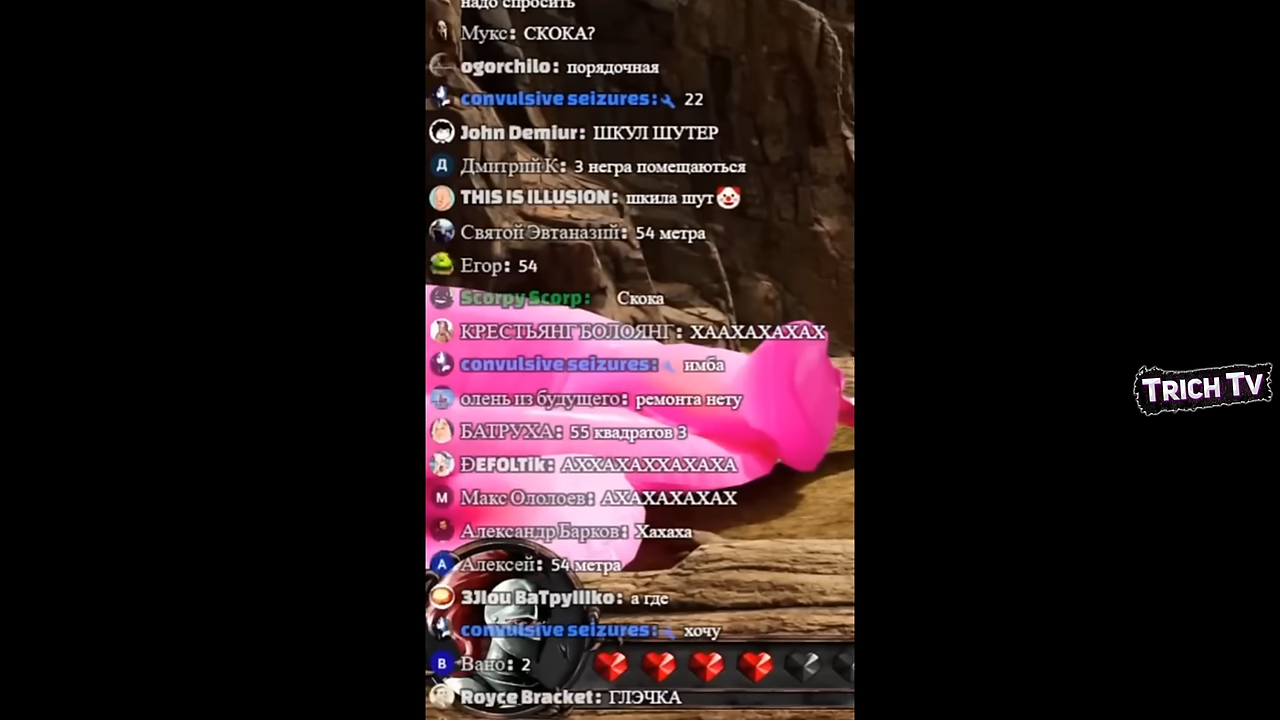 надо спросить
Мукс: СКОКА?
ogorchilo: порядочная
convulsive seizures: 22
John Demiur: ШКУЛ ШУТЕР
Д Дмитрий К: 3 негра помещаються
THIS IS ILLUSION: шкила шут🤡
Святой Эвтаназий: 54 метра
Егор: 54
Scorpy Scorp: Скока
КРЕСТЬЯНГ БОЛОЯНГ: ХААХАХАХАХ
convulsive seizures: имба
олень из будущего: ремонта нету
БАТРУХА: 55 квадратов 3
ĐEFOLTik: АХХАХАХХАХАХА
М Макс Ололоев: АХАХАХАХАХ
Александр Барков: Хахаха
А Алексей: 54 метра
3JIou BaTpyIIIko: а где
convulsive seizures: хочу
В Вано: 2
Royce Bracket: ГЛЭЧКА
TRICH TV